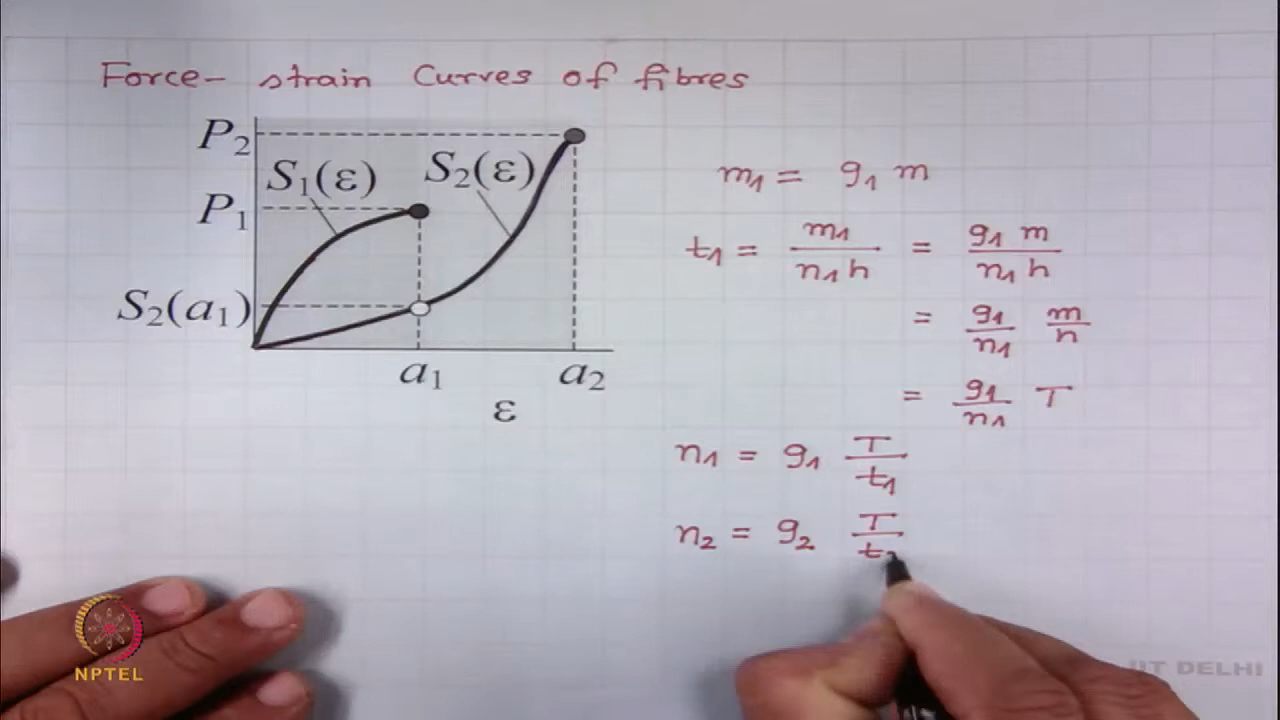 Force- strain Curves of fibres
P₂
S₁(ε)
S₂(ε)
P₁
S₂(a₁)
a₁
a₂
ε
m₁ = g₁ m
t₁ = m₁ / n₁ h = g₁ m / n₁ h
= g₁ / n₁ m / h
= g₁ / n₁ T
n₁ = g₁ T / t₁
n₂ = g₂ T / t
NPTEL
IIT DELHI